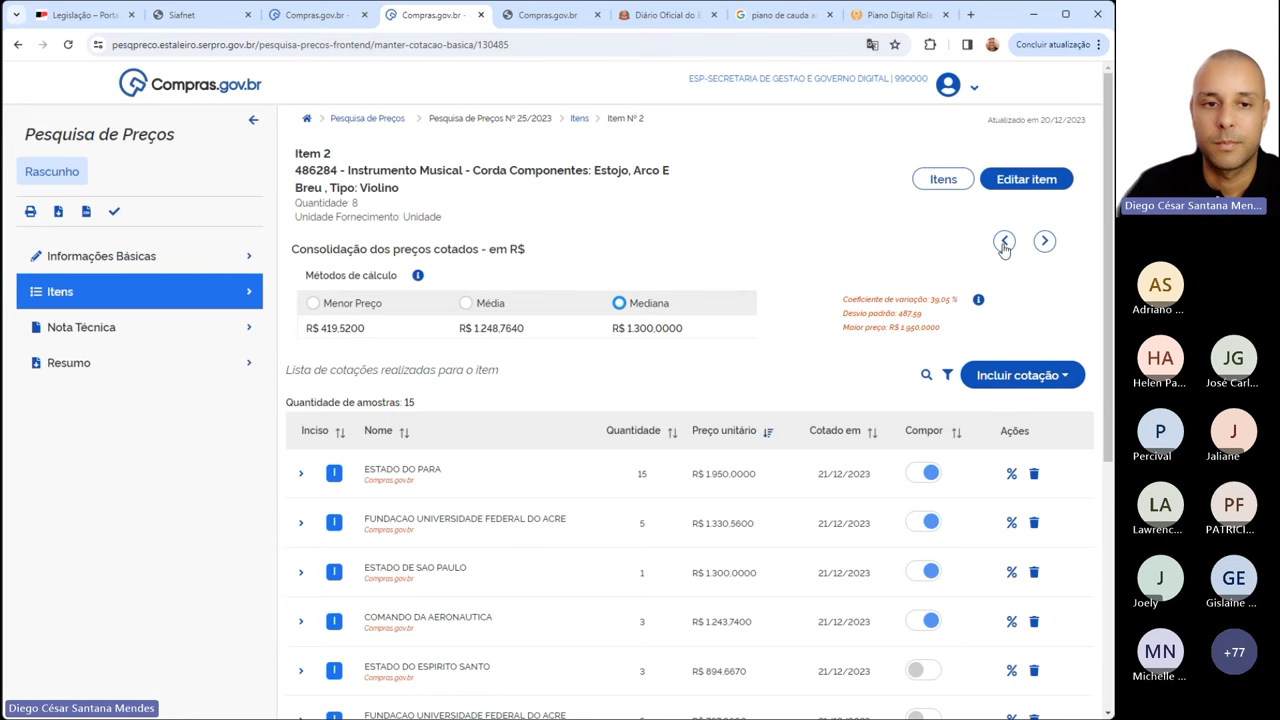 Legislação – Porta
Siafnet
Compras.gov.br -
Compras.gov.br -
Compras.gov.br
Diário Oficial do E
piano de cauda ac
Piano Digital Rola
pesqpreco.estaleiro.serpro.gov.br/pesquisa-precos-frontend/manter-cotacao-basica/130485
Concluir atualização
Compras.gov.br
ESP-SECRETARIA DE GESTAO E GOVERNO DIGITAL | 990000
Pesquisa de Preços
Rascunho
Informações Básicas
Itens
Nota Técnica
Resumo
Pesquisa de Preços
Pesquisa de Preços Nº 25/2023
Itens
Item Nº 2
Atualizado em 20/12/2023
Item 2
486284 - Instrumento Musical - Corda Componentes: Estojo, Arco E
Breu , Tipo: Violino
Quantidade: 8
Unidade Fornecimento: Unidade
Itens
Editar item
Consolidação dos preços cotados - em R$
Métodos de cálculo
Menor Preço Média Mediana
R$ 419,5200 R$ 1.248,7640 R$ 1.300,0000
Coeficiente de variação: 39,05 %
Desvio padrão: 487,59
Maior preço: R$ 1.950,0000
Lista de cotações realizadas para o item
Incluir cotação
Quantidade de amostras: 15
Inciso Nome Quantidade Preço unitário Cotado em Compor Ações
I ESTADO DO PARA 15 R$ 1.950,0000 21/12/2023
Compras.gov.br
I FUNDACAO UNIVERSIDADE FEDERAL DO ACRE 5 R$ 1.330,5600 21/12/2023
Compras.gov.br
I ESTADO DE SAO PAULO 1 R$ 1.300,0000 21/12/2023
Compras.gov.br
I COMANDO DA AERONAUTICA 3 R$ 1.243,7400 21/12/2023
Compras.gov.br
I ESTADO DO ESPIRITO SANTO 3 R$ 894,6670 21/12/2023
Compras.gov.br
FUNDACAO UNIVERSIDADE FEDERAL DO ACRE
Diego César Santana Mendes
Diego César Santana Men...
AS
Adriano ...
HA
Helen Pa...
JG
José Carl...
P
Percival
J
Jaliane
LA
Lawrenc...
PF
PATRICI...
J
Joely
GE
Gislaine ...
MN
Michelle ...
+77